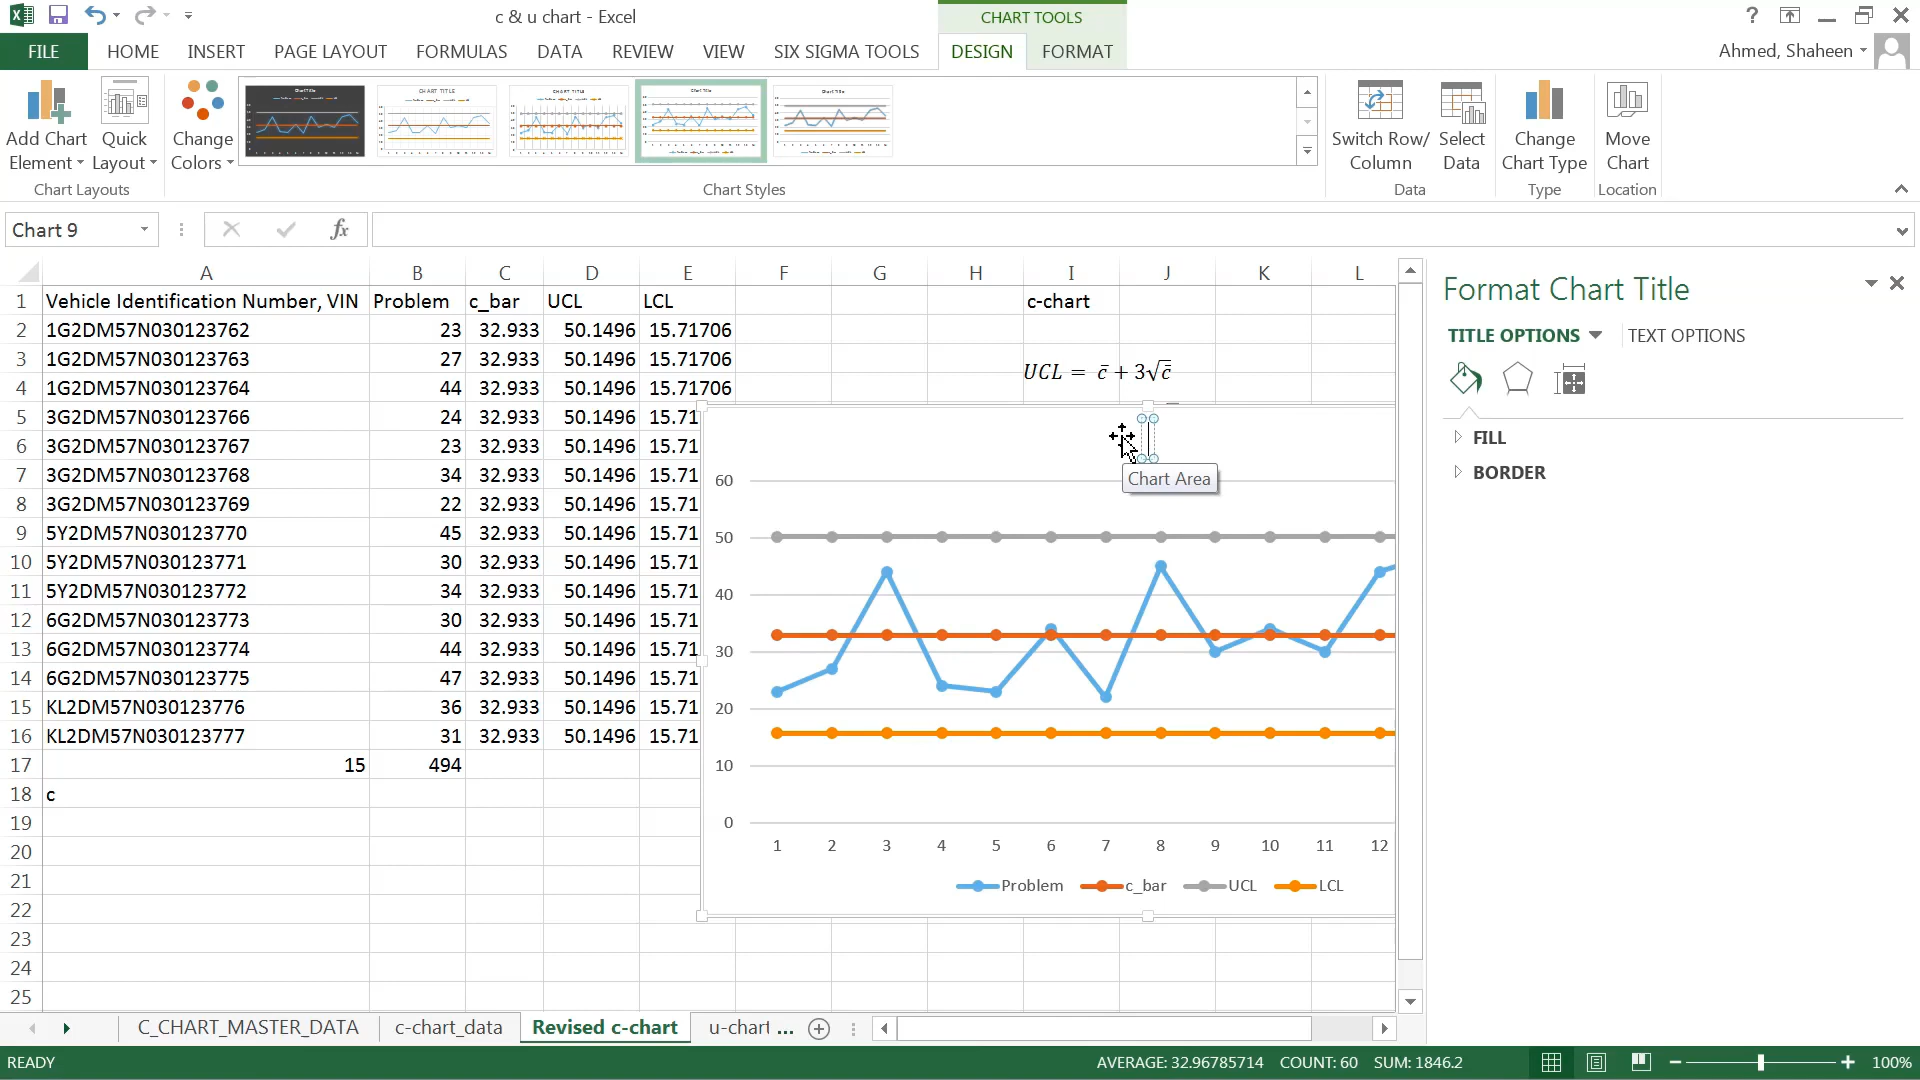 c & u chart - Excel
CHART TOOLS
?
FILE HOME INSERT PAGE LAYOUT FORMULAS DATA REVIEW VIEW SIX SIGMA TOOLS DESIGN FORMAT
Ahmed, Shaheen
Add Chart Element
Quick Layout
Change Colors
Switch Row/ Column
Select Data
Change Chart Type
Move Chart
Chart Layouts Chart Styles Data Type Location
Chart 9 fx
A B C D E F G H I J K L
1 Vehicle Identification Number, VIN Problem c_bar UCL LCL c-chart
2 1G2DM57N030123762 23 32.933 50.1496 15.71706
3 1G2DM57N030123763 27 32.933 50.1496 15.71706
UCL = c̄ + 3√c̄
4 1G2DM57N030123764 44 32.933 50.1496 15.71706
5 3G2DM57N030123766 24 32.933 50.1496 15.71
6 3G2DM57N030123767 23 32.933 50.1496 15.71
7 3G2DM57N030123768 34 32.933 50.1496 15.71
8 3G2DM57N030123769 22 32.933 50.1496 15.71
9 5Y2DM57N030123770 45 32.933 50.1496 15.71
10 5Y2DM57N030123771 30 32.933 50.1496 15.71
11 5Y2DM57N030123772 34 32.933 50.1496 15.71
12 6G2DM57N030123773 30 32.933 50.1496 15.71
13 6G2DM57N030123774 44 32.933 50.1496 15.71
14 6G2DM57N030123775 47 32.933 50.1496 15.71
15 KL2DM57N030123776 36 32.933 50.1496 15.71
16 KL2DM57N030123777 31 32.933 50.1496 15.71
17 15 494
18 c
19
20
21
22
23
24
25
Chart Area
60
50
40
30
20
10
0
1 2 3 4 5 6 7 8 9 10 11 12
Problem c_bar UCL LCL
Format Chart Title
TITLE OPTIONS TEXT OPTIONS
FILL
BORDER
C_CHART_MASTER_DATA c-chart_data Revised c-chart u-chart ...
READY
AVERAGE: 32.96785714 COUNT: 60 SUM: 1846.2
100%